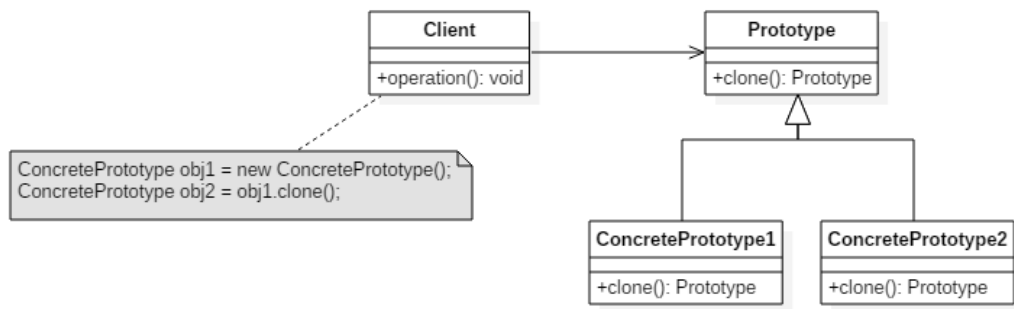 Client
+operation(): void
Prototype
+clone(): Prototype
ConcretePrototype obj1 = new ConcretePrototype();
ConcretePrototype obj2 = obj1.clone();
ConcretePrototype1
+clone(): Prototype
ConcretePrototype2
+clone(): Prototype